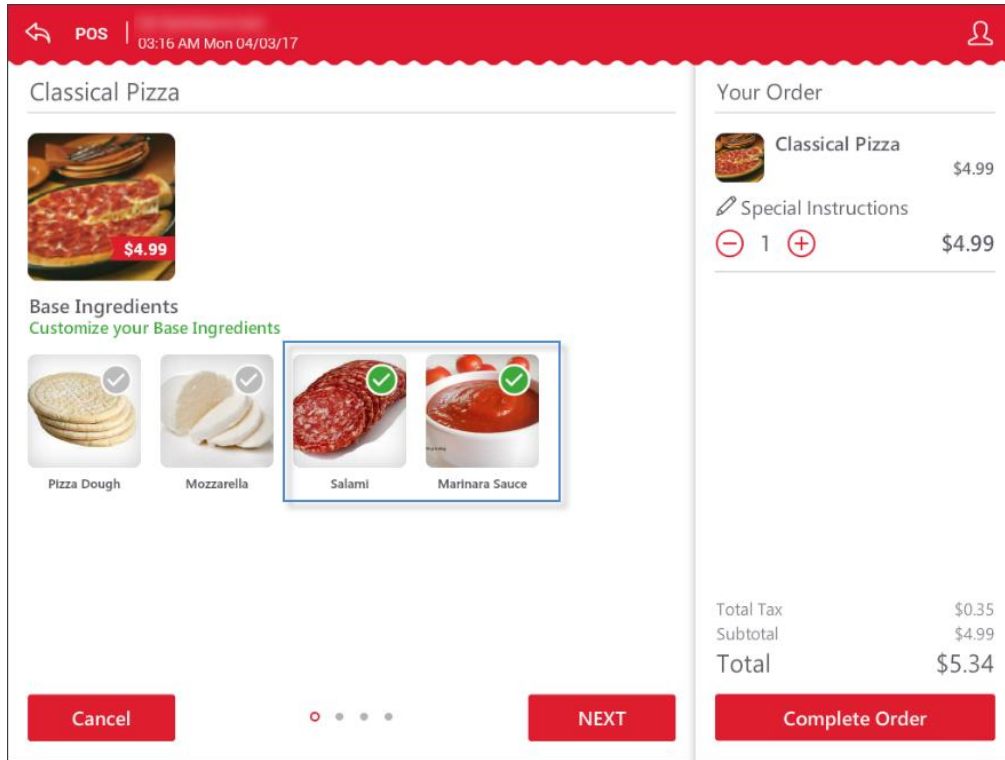 POS
03:16 AM Mon 04/03/17
Classical Pizza
$4.99
Base Ingredients
Customize your Base Ingredients
Pizza Dough
Mozzarella
Salami
Marinara Sauce
Cancel
NEXT
Your Order
Classical Pizza
$4.99
Special Instructions
1
$4.99
Total Tax $0.35
Subtotal $4.99
Total $5.34
Complete Order